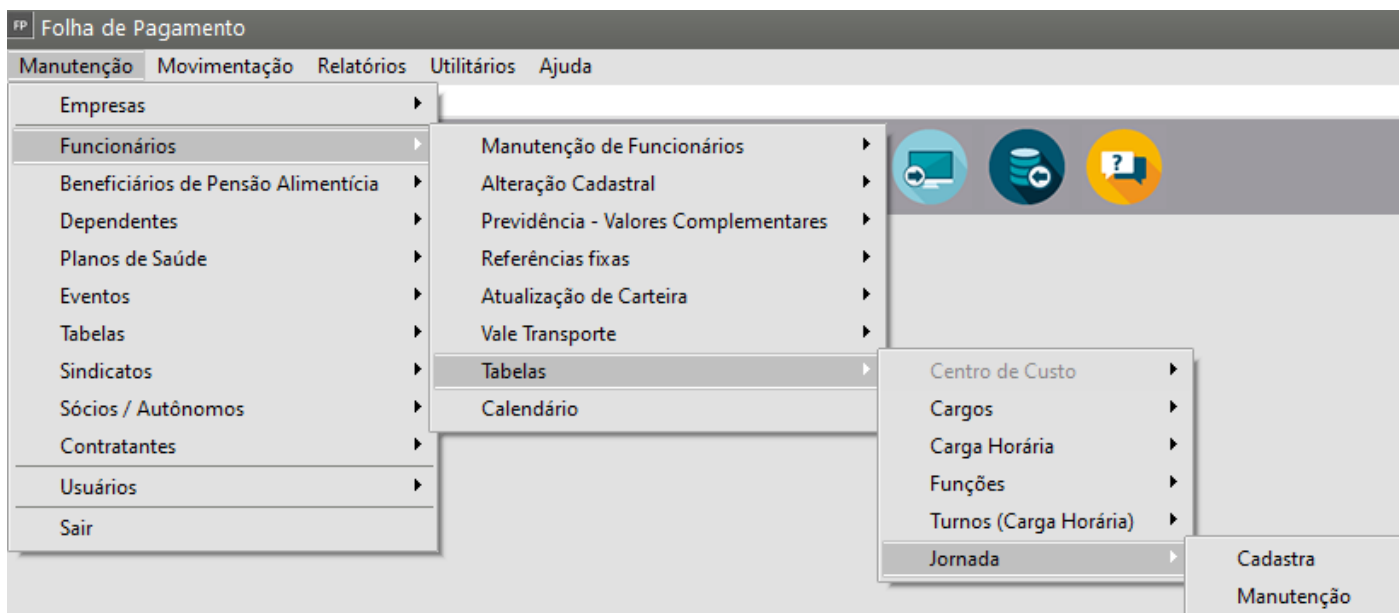 FP Folha de Pagamento
Manutenção Movimentação Relatórios Utilitários Ajuda
Empresas
Funcionários
Beneficiários de Pensão Alimentícia
Dependentes
Planos de Saúde
Eventos
Tabelas
Sindicatos
Sócios / Autônomos
Contratantes
Usuários
Sair
Manutenção de Funcionários
Alteração Cadastral
Previdência - Valores Complementares
Referências fixas
Atualização de Carteira
Vale Transporte
Tabelas
Calendário
?
Centro de Custo
Cargos
Carga Horária
Funções
Turnos (Carga Horária)
Jornada
Cadastra
Manutenção